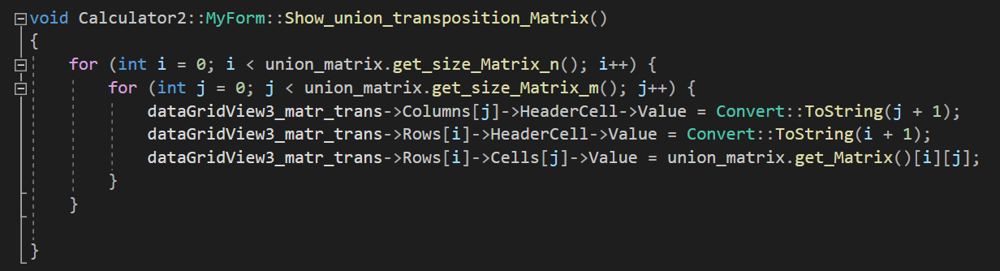 void Calculator2::MyForm::Show_union_transposition_Matrix()
{
    for (int i = 0; i < union_matrix.get_size_Matrix_n(); i++) {
        for (int j = 0; j < union_matrix.get_size_Matrix_m(); j++) {
            dataGridView3_matr_trans->Columns[j]->HeaderCell->Value = Convert::ToString(j + 1);
            dataGridView3_matr_trans->Rows[i]->HeaderCell->Value = Convert::ToString(i + 1);
            dataGridView3_matr_trans->Rows[i]->Cells[j]->Value = union_matrix.get_Matrix()[i][j];
        }
    }

}